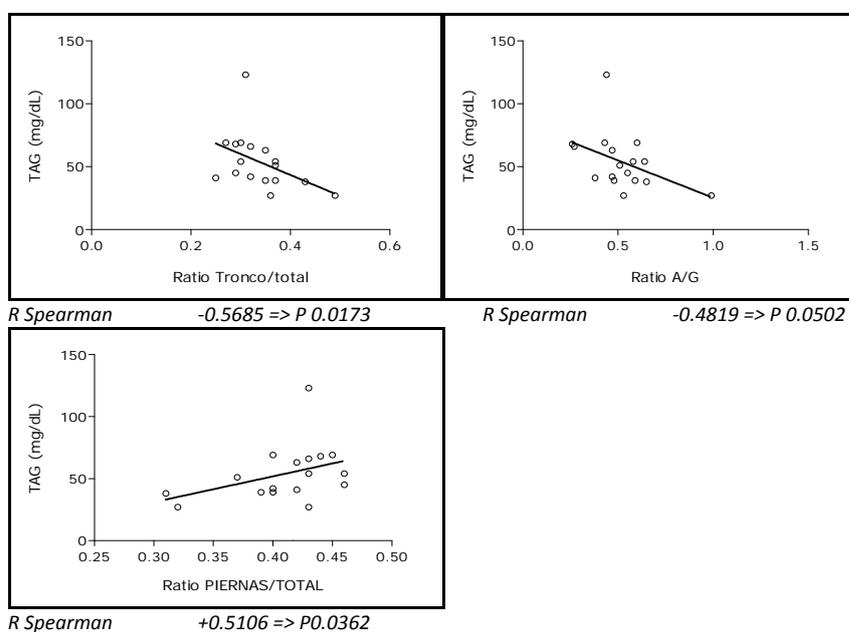 150
100
50
0
TAG (mg/dL)
0.0 0.2 0.4 0.6
Ratio Tronco/total
150
100
50
0
TAG (mg/dL)
0.0 0.5 1.0 1.5
Ratio A/G
R Spearman -0.5685 => P 0.0173
R Spearman -0.4819 => P 0.0502
150
100
50
0
TAG (mg/dL)
0.25 0.30 0.35 0.40 0.45 0.50
Ratio PIERNAS/TOTAL
R Spearman +0.5106 => P0.0362